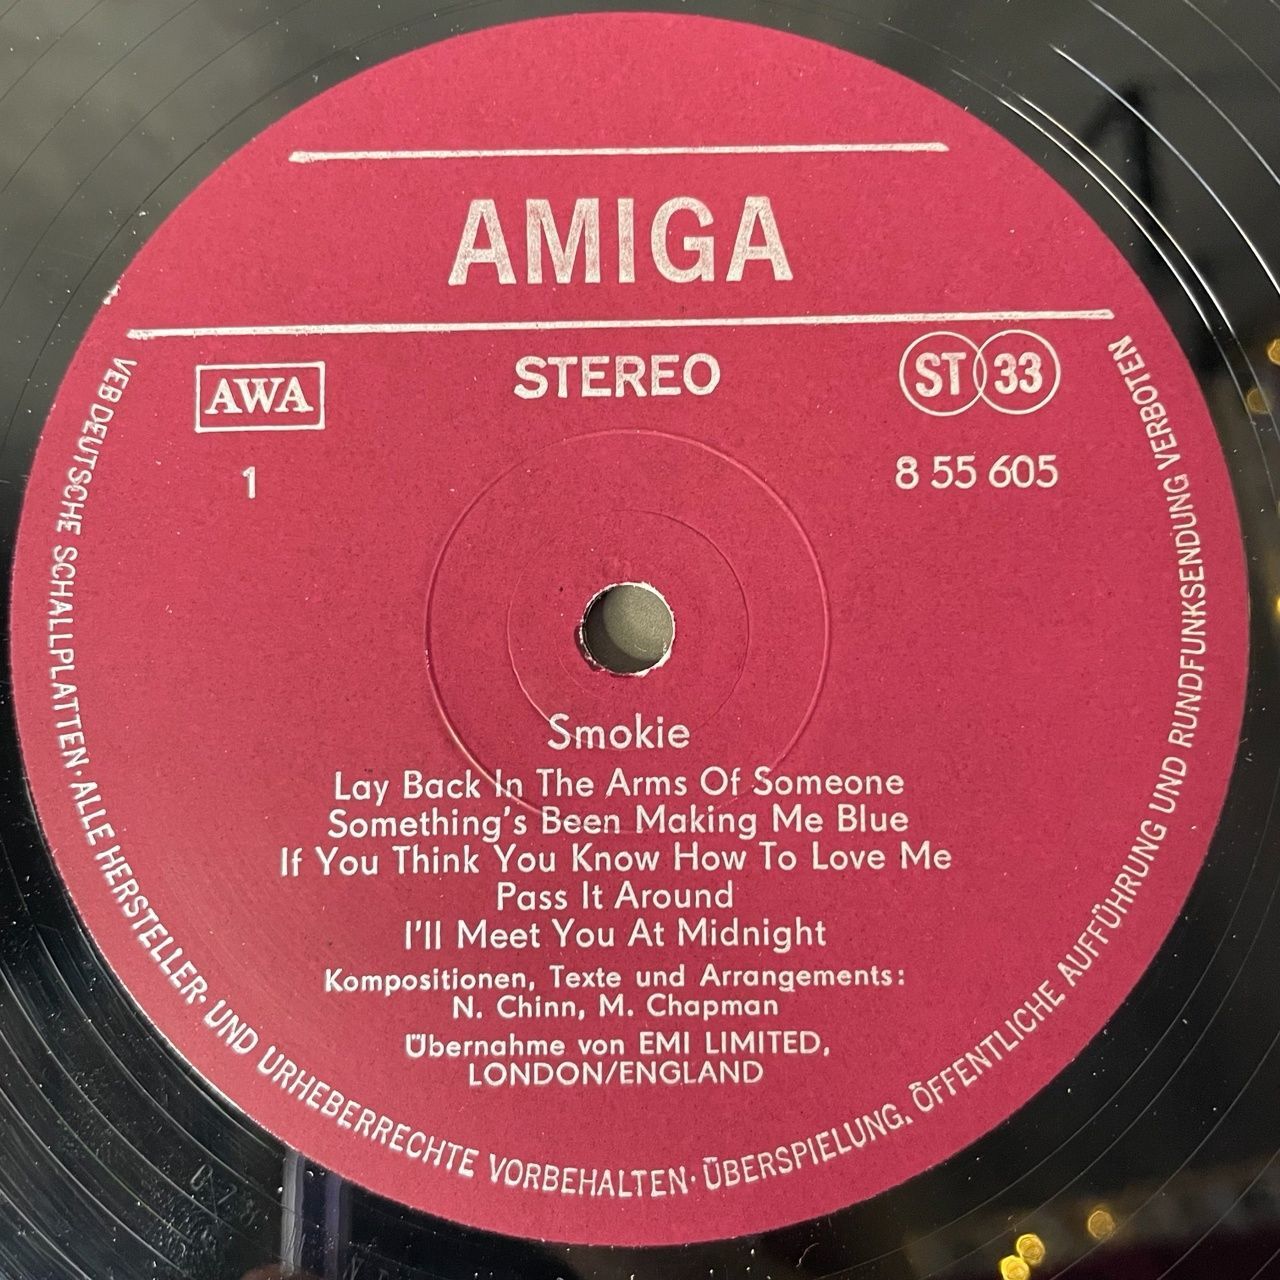 AMIGA
STEREO
AWA
ST 33
1
8 55 605
Smokie
Lay Back In The Arms Of Someone
Something's Been Making Me Blue
If You Think You Know How To Love Me
Pass It Around
I'll Meet You At Midnight
Kompositionen, Texte und Arrangements:
N. Chinn, M. Chapman
Übernahme von EMI LIMITED,
LONDON/ENGLAND
VEB DEUTSCHE SCHALLPLATTEN · ALLE HERSTELLER- UND URHEBERRECHTE VORBEHALTEN · ÜBERSPIELUNG, ÖFFENTLICHE AUFFÜHRUNG UND RUNDFUNKSENDUNG VERBOTEN